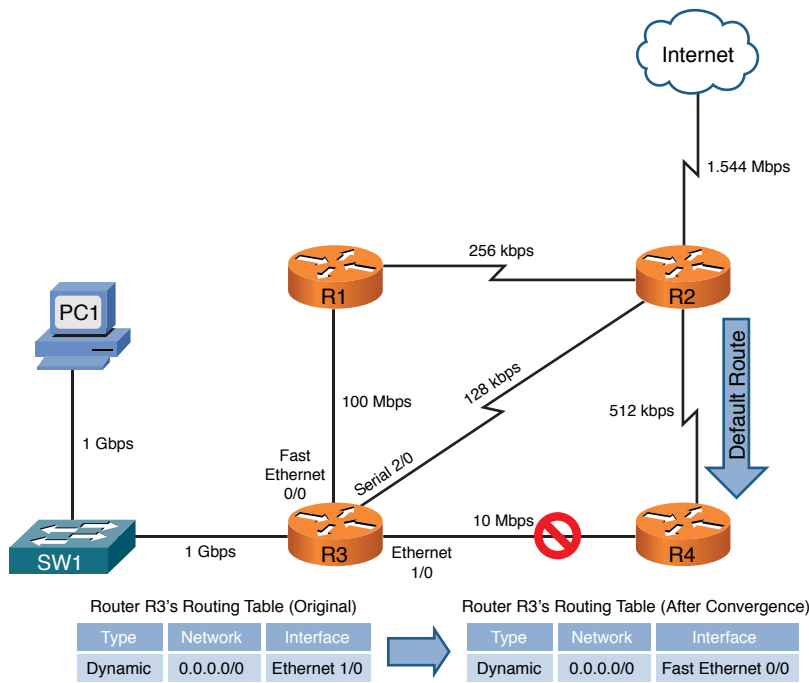 Internet
1.544 Mbps
256 kbps
R1
R2
PC1
128 kbps
Default Route
100 Mbps
512 kbps
1 Gbps
Fast
Ethernet
0/0
Serial 2/0
10 Mbps
SW1
1 Gbps
R3
Ethernet
1/0
R4
Router R3's Routing Table (Original)
Type Network Interface
Dynamic 0.0.0.0/0 Ethernet 1/0
Router R3's Routing Table (After Convergence)
Type Network Interface
Dynamic 0.0.0.0/0 Fast Ethernet 0/0